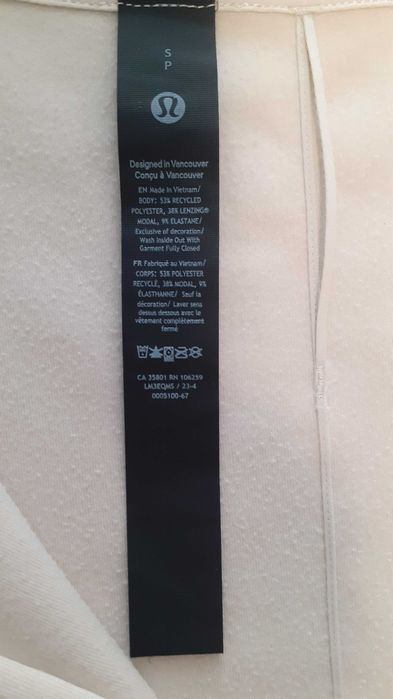 S
P
Designed in Vancouver
Conçu à Vancouver
EN Made in Vietnam/
BODY: 53% RECYCLED
POLYESTER, 38% LENZING®
MODAL, 9% ELASTANE/
Exclusive of decoration/
Wash Inside Out With
Garment Fully Closed
FR Fabriqué au Vietnam/
CORPS: 53% POLYESTER
RECYCLÉ, 38% MODAL, 9%
ÉLASTHANNE/ Sauf la
décoration/ Laver sens
dessus dessous avec le
vêtement complètement
fermé
CA 35801 RN 106259
LM3EQMS / 23-4
0005100-67